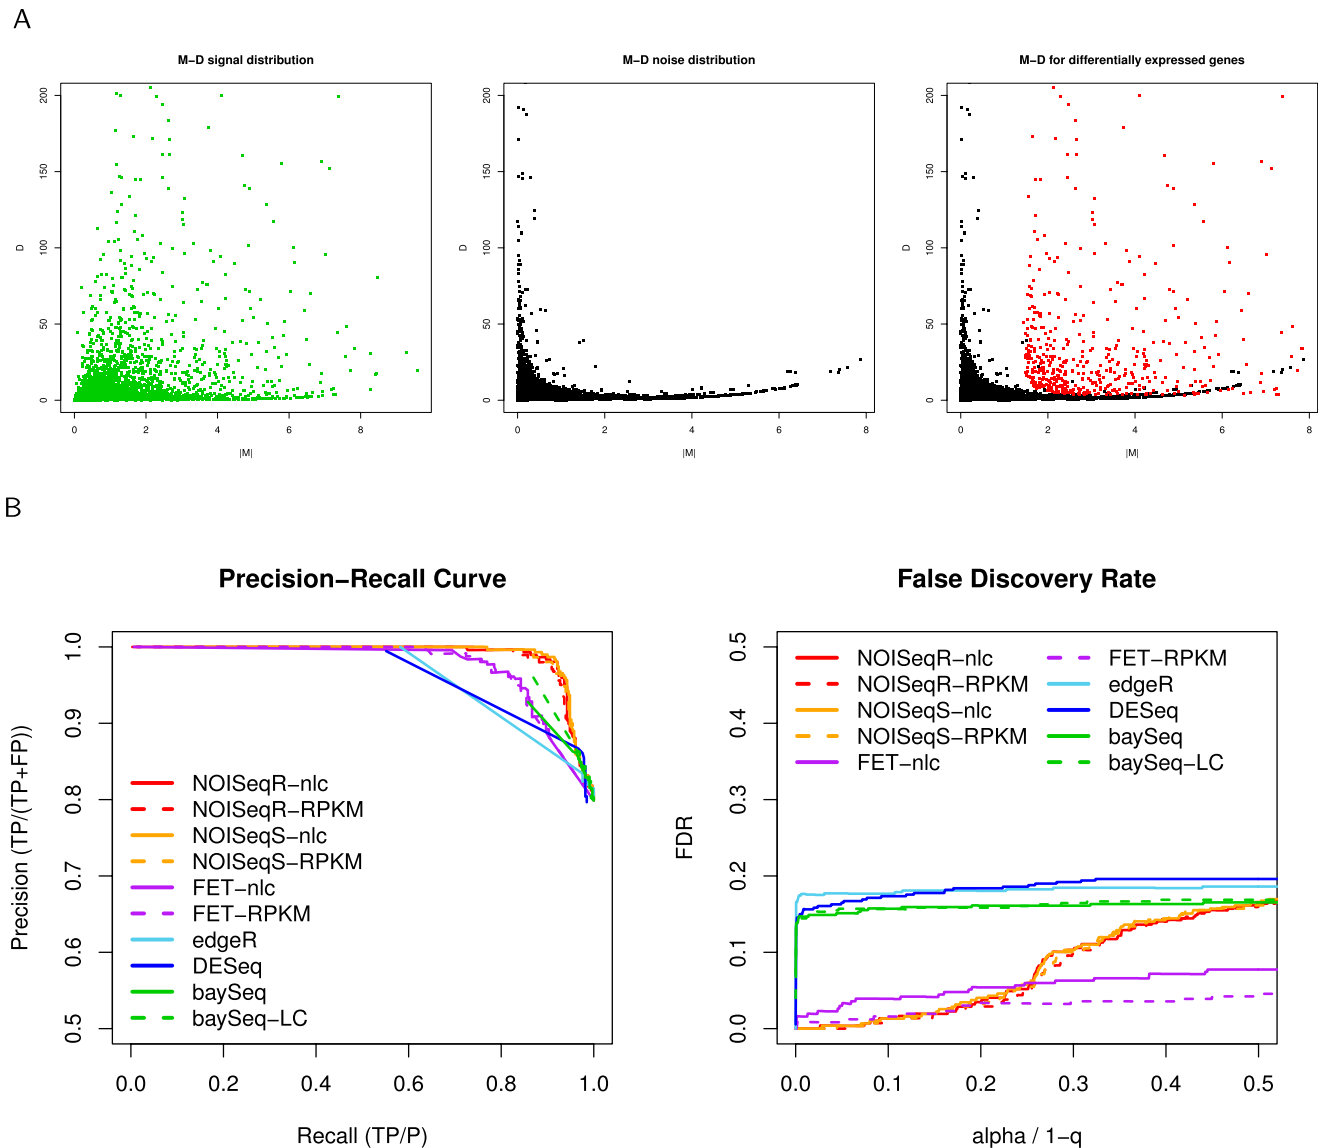 A
M−D signal distribution
M−D noise distribution
M−D for differentially expressed genes
200
150
100
50
0
D
0 2 4 6 8
|M|
200
150
100
50
0
D
0 2 4 6 8
|M|
200
150
100
50
0
D
0 2 4 6 8
|M|
B
Precision−Recall Curve
Precision (TP/(TP+FP))
1.0
0.9
0.8
0.7
0.6
0.5
NOISeqR−nlc
NOISeqR−RPKM
NOISeqS−nlc
NOISeqS−RPKM
FET−nlc
FET−RPKM
edgeR
DESeq
baySeq
baySeq−LC
0.0 0.2 0.4 0.6 0.8 1.0
Recall (TP/P)
False Discovery Rate
FDR
0.5
0.4
0.3
0.2
0.1
0.0
NOISeqR−nlc
NOISeqR−RPKM
NOISeqS−nlc
NOISeqS−RPKM
FET−nlc
FET−RPKM
edgeR
DESeq
baySeq
baySeq−LC
0.0 0.1 0.2 0.3 0.4 0.5
alpha / 1−q